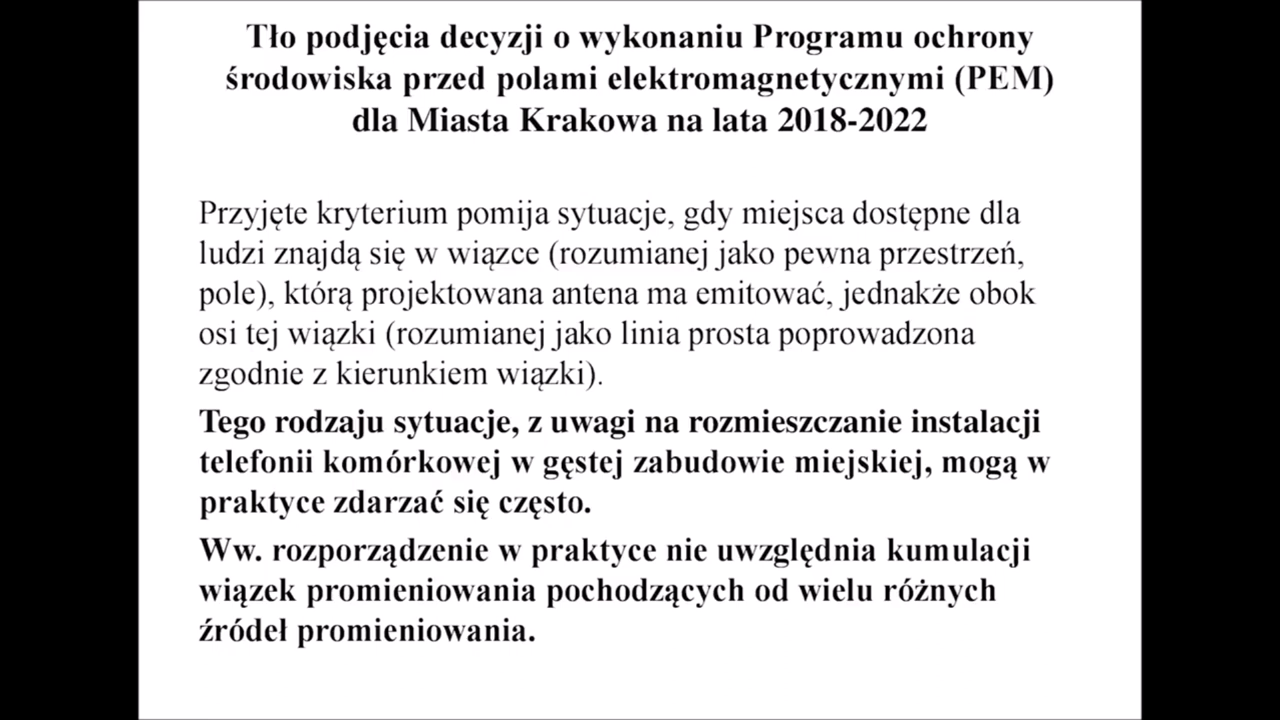 Tło podjęcia decyzji o wykonaniu Programu ochrony
środowiska przed polami elektromagnetycznymi (PEM)
dla Miasta Krakowa na lata 2018-2022
Przyjęte kryterium pomija sytuacje, gdy miejsca dostępne dla
ludzi znajdą się w wiązce (rozumianej jako pewna przestrzeń,
pole), którą projektowana antena ma emitować, jednakże obok
osi tej wiązki (rozumianej jako linia prosta poprowadzona
zgodnie z kierunkiem wiązki).
Tego rodzaju sytuacje, z uwagi na rozmieszczanie instalacji
telefonii komórkowej w gęstej zabudowie miejskiej, mogą w
praktyce zdarzać się często.
Ww. rozporządzenie w praktyce nie uwzględnia kumulacji
wiązek promieniowania pochodzących od wielu różnych
źródeł promieniowania.